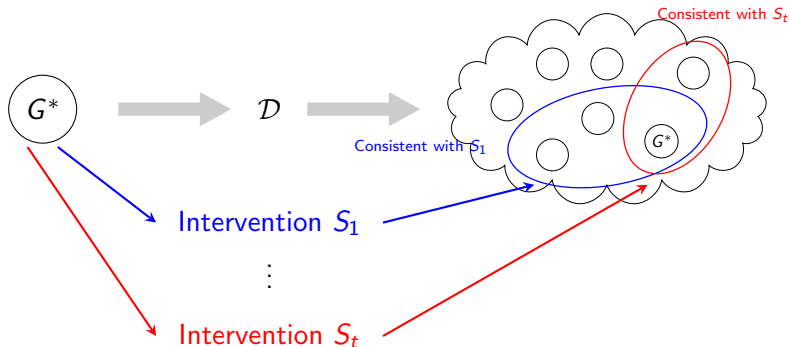 Consistent with S_t
G*
𝒟
G*
Consistent with S_1
Intervention S_1
⋮
Intervention S_t